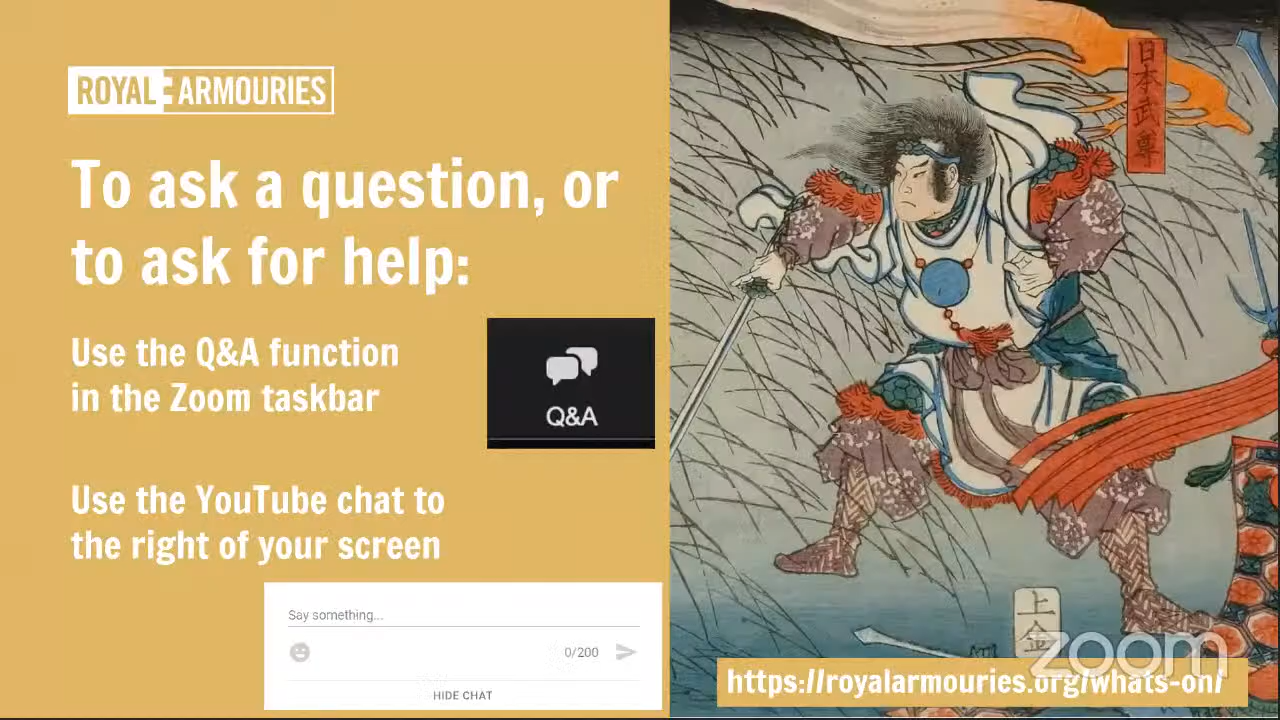 ROYAL ARMOURIES
To ask a question, or
to ask for help:
Use the Q&A function
in the Zoom taskbar
Q&A
Use the YouTube chat to
the right of your screen
Say something...
0/200
HIDE CHAT
日本武尊
上金
zoom
https://royalarmouries.org/whats-on/